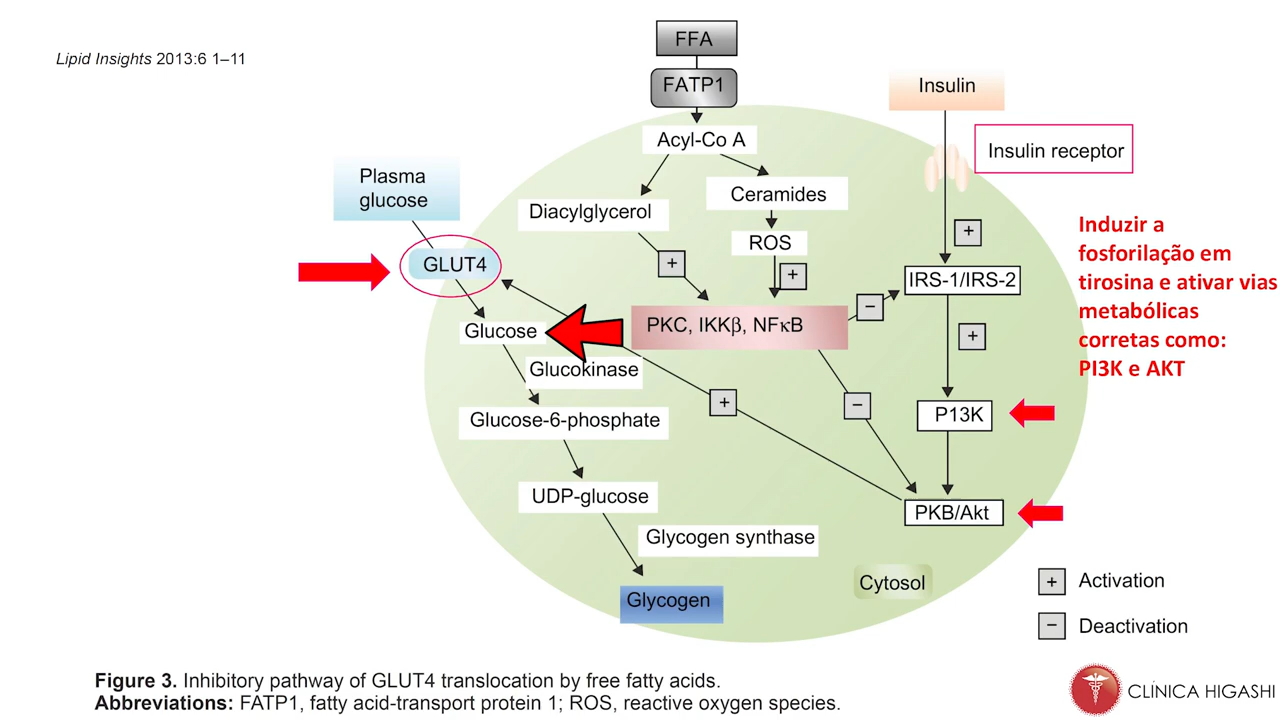 Lipid Insights 2013:6 1–11
FFA
FATP1
Insulin
Acyl-Co A
Insulin receptor
Plasma
glucose
Ceramides
Diacylglycerol
ROS
GLUT4
+
+
+
Induzir a
fosforilação em
tirosina e ativar vias
metabólicas
corretas como:
PI3K e AKT
IRS-1/IRS-2
−
PKC, IKKβ, NFκB
Glucose
+
Glucokinase
+
−
Glucose-6-phosphate
P13K
UDP-glucose
PKB/Akt
Glycogen synthase
Cytosol
+ Activation
Glycogen
− Deactivation
Figure 3. Inhibitory pathway of GLUT4 translocation by free fatty acids.
Abbreviations: FATP1, fatty acid-transport protein 1; ROS, reactive oxygen species.
CLÍNICA HIGASHI